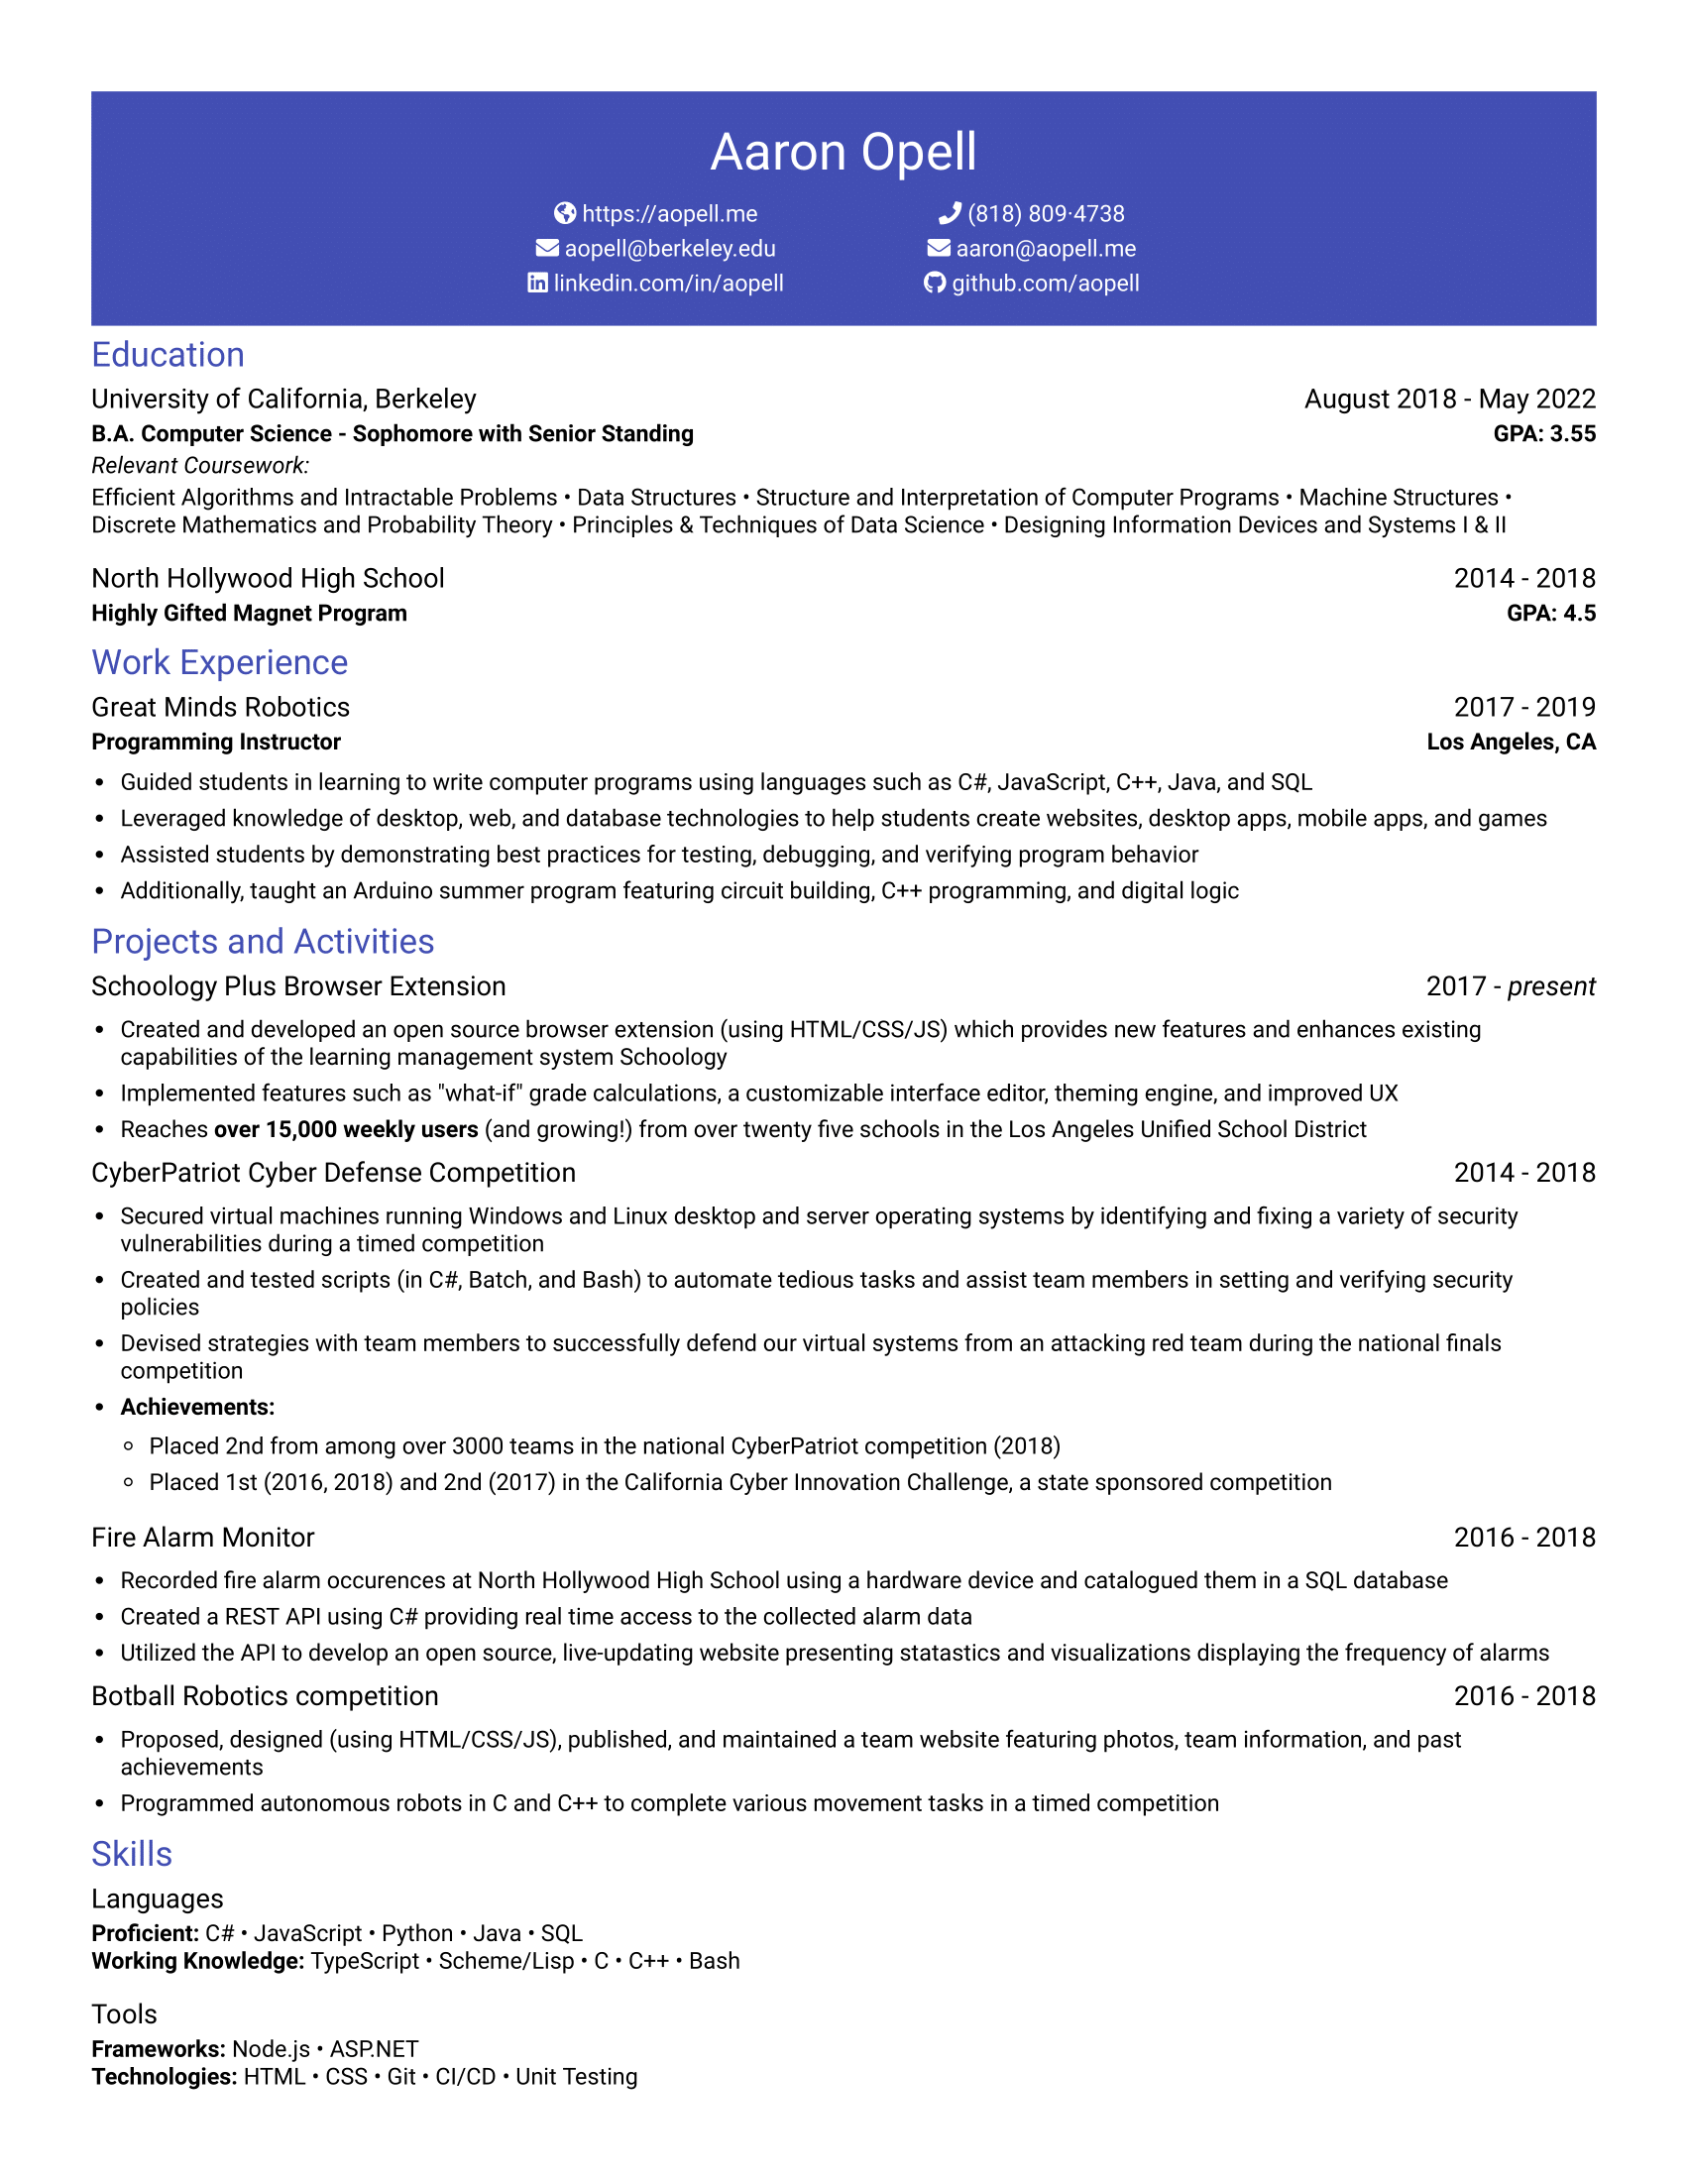 Aaron Opell
https://aopell.me (818) 809·4738
aopell@berkeley.edu aaron@aopell.me
linkedin.com/in/aopell github.com/aopell
Education
University of California, Berkeley August 2018 - May 2022
B.A. Computer Science - Sophomore with Senior Standing GPA: 3.55
Relevant Coursework:
Efficient Algorithms and Intractable Problems • Data Structures • Structure and Interpretation of Computer Programs • Machine Structures •
Discrete Mathematics and Probability Theory • Principles & Techniques of Data Science • Designing Information Devices and Systems I & II
North Hollywood High School 2014 - 2018
Highly Gifted Magnet Program GPA: 4.5
Work Experience
Great Minds Robotics 2017 - 2019
Programming Instructor Los Angeles, CA
• Guided students in learning to write computer programs using languages such as C#, JavaScript, C++, Java, and SQL
• Leveraged knowledge of desktop, web, and database technologies to help students create websites, desktop apps, mobile apps, and games
• Assisted students by demonstrating best practices for testing, debugging, and verifying program behavior
• Additionally, taught an Arduino summer program featuring circuit building, C++ programming, and digital logic
Projects and Activities
Schoology Plus Browser Extension 2017 - present
• Created and developed an open source browser extension (using HTML/CSS/JS) which provides new features and enhances existing
capabilities of the learning management system Schoology
• Implemented features such as "what-if" grade calculations, a customizable interface editor, theming engine, and improved UX
• Reaches over 15,000 weekly users (and growing!) from over twenty five schools in the Los Angeles Unified School District
CyberPatriot Cyber Defense Competition 2014 - 2018
• Secured virtual machines running Windows and Linux desktop and server operating systems by identifying and fixing a variety of security
vulnerabilities during a timed competition
• Created and tested scripts (in C#, Batch, and Bash) to automate tedious tasks and assist team members in setting and verifying security
policies
• Devised strategies with team members to successfully defend our virtual systems from an attacking red team during the national finals
competition
• Achievements:
◦ Placed 2nd from among over 3000 teams in the national CyberPatriot competition (2018)
◦ Placed 1st (2016, 2018) and 2nd (2017) in the California Cyber Innovation Challenge, a state sponsored competition
Fire Alarm Monitor 2016 - 2018
• Recorded fire alarm occurences at North Hollywood High School using a hardware device and catalogued them in a SQL database
• Created a REST API using C# providing real time access to the collected alarm data
• Utilized the API to develop an open source, live-updating website presenting statastics and visualizations displaying the frequency of alarms
Botball Robotics competition 2016 - 2018
• Proposed, designed (using HTML/CSS/JS), published, and maintained a team website featuring photos, team information, and past
achievements
• Programmed autonomous robots in C and C++ to complete various movement tasks in a timed competition
Skills
Languages
Proficient: C# • JavaScript • Python • Java • SQL
Working Knowledge: TypeScript • Scheme/Lisp • C • C++ • Bash
Tools
Frameworks: Node.js • ASP.NET
Technologies: HTML • CSS • Git • CI/CD • Unit Testing